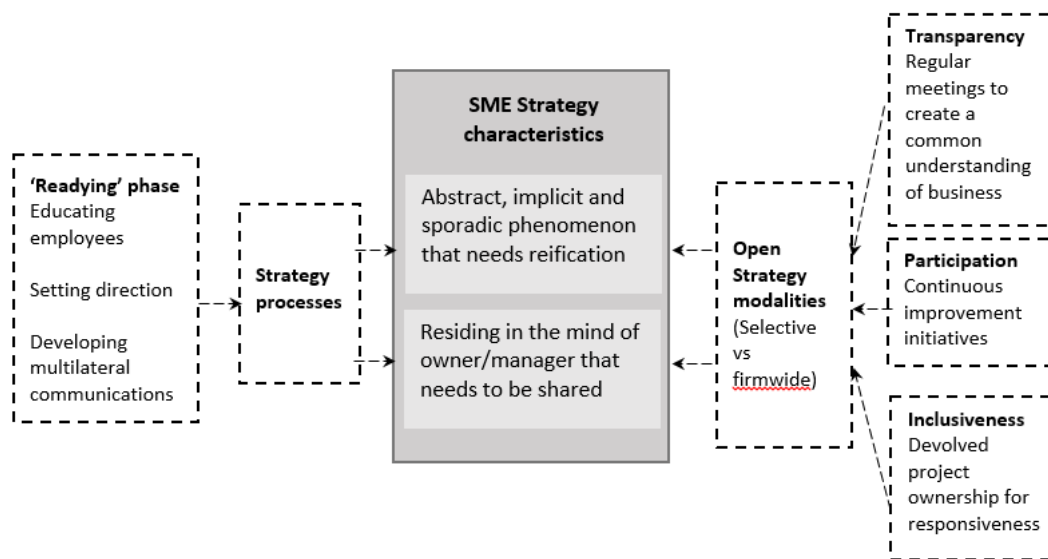 'Readying' phase
Educating
employees
Setting direction
Developing
multilateral
communications
Strategy
processes
SME Strategy
characteristics
Abstract, implicit and
sporadic phenomenon
that needs reification
Residing in the mind of
owner/manager that
needs to be shared
Open
Strategy
modalities
(Selective
vs
firmwide)
Transparency
Regular
meetings to
create a
common
understanding
of business
Participation
Continuous
improvement
initiatives
Inclusiveness
Devolved
project
ownership for
responsiveness